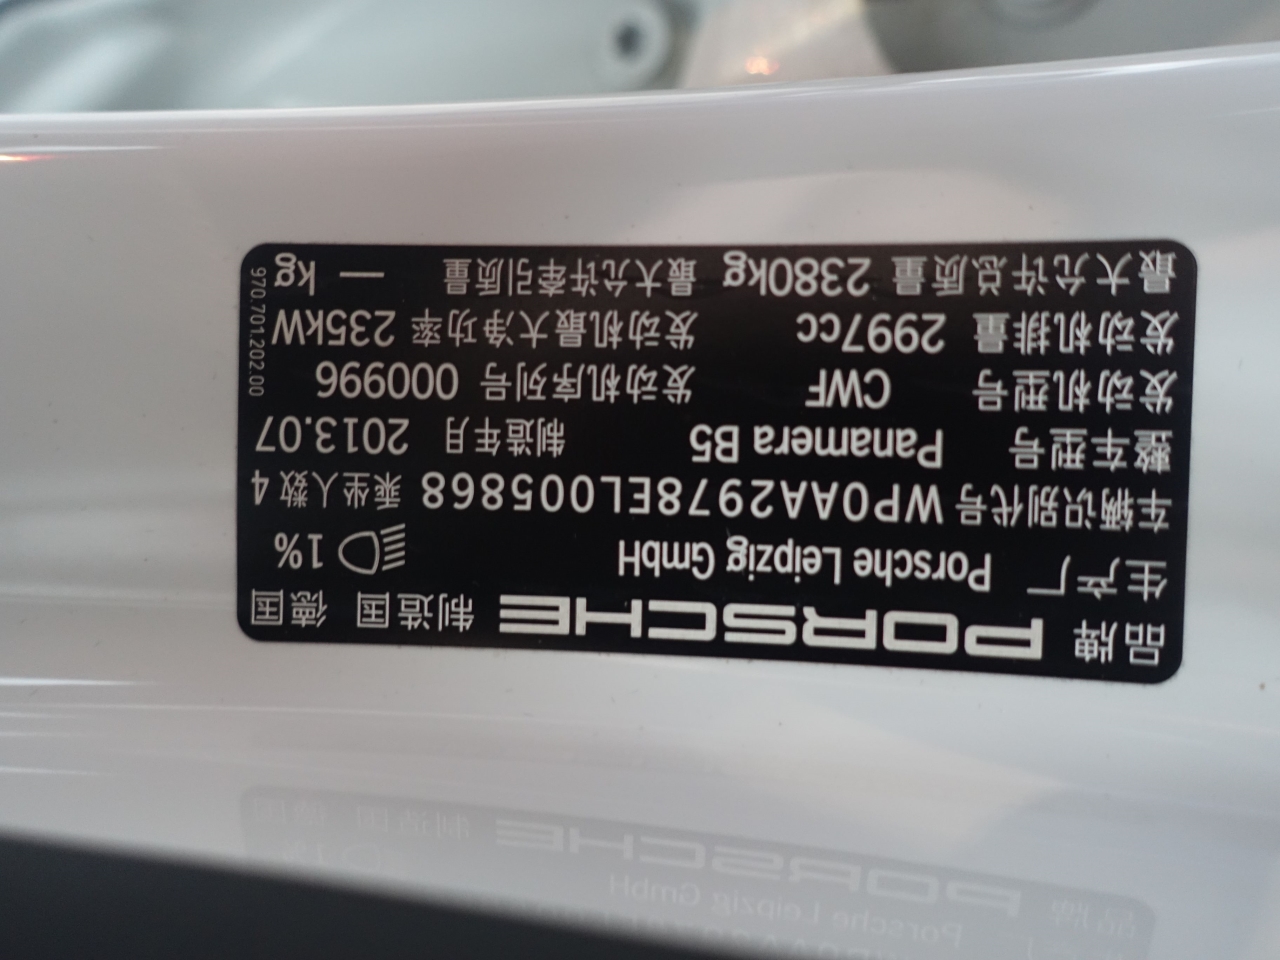 品牌 PORSCHE 制造国 德国
生产厂 Porsche Leipzig GmbH 1%
车辆识别代号 WP0AA2978EL005868 乘坐人数 4
整车型号 Panamera B5 制造年月 2013.07
发动机型号 CWF 发动机序列号 000996
发动机排量 2997cc 发动机最大净功率 235kW
最大允许总质量 2380kg 最大允许牵引质量 — kg
970.701.202.00